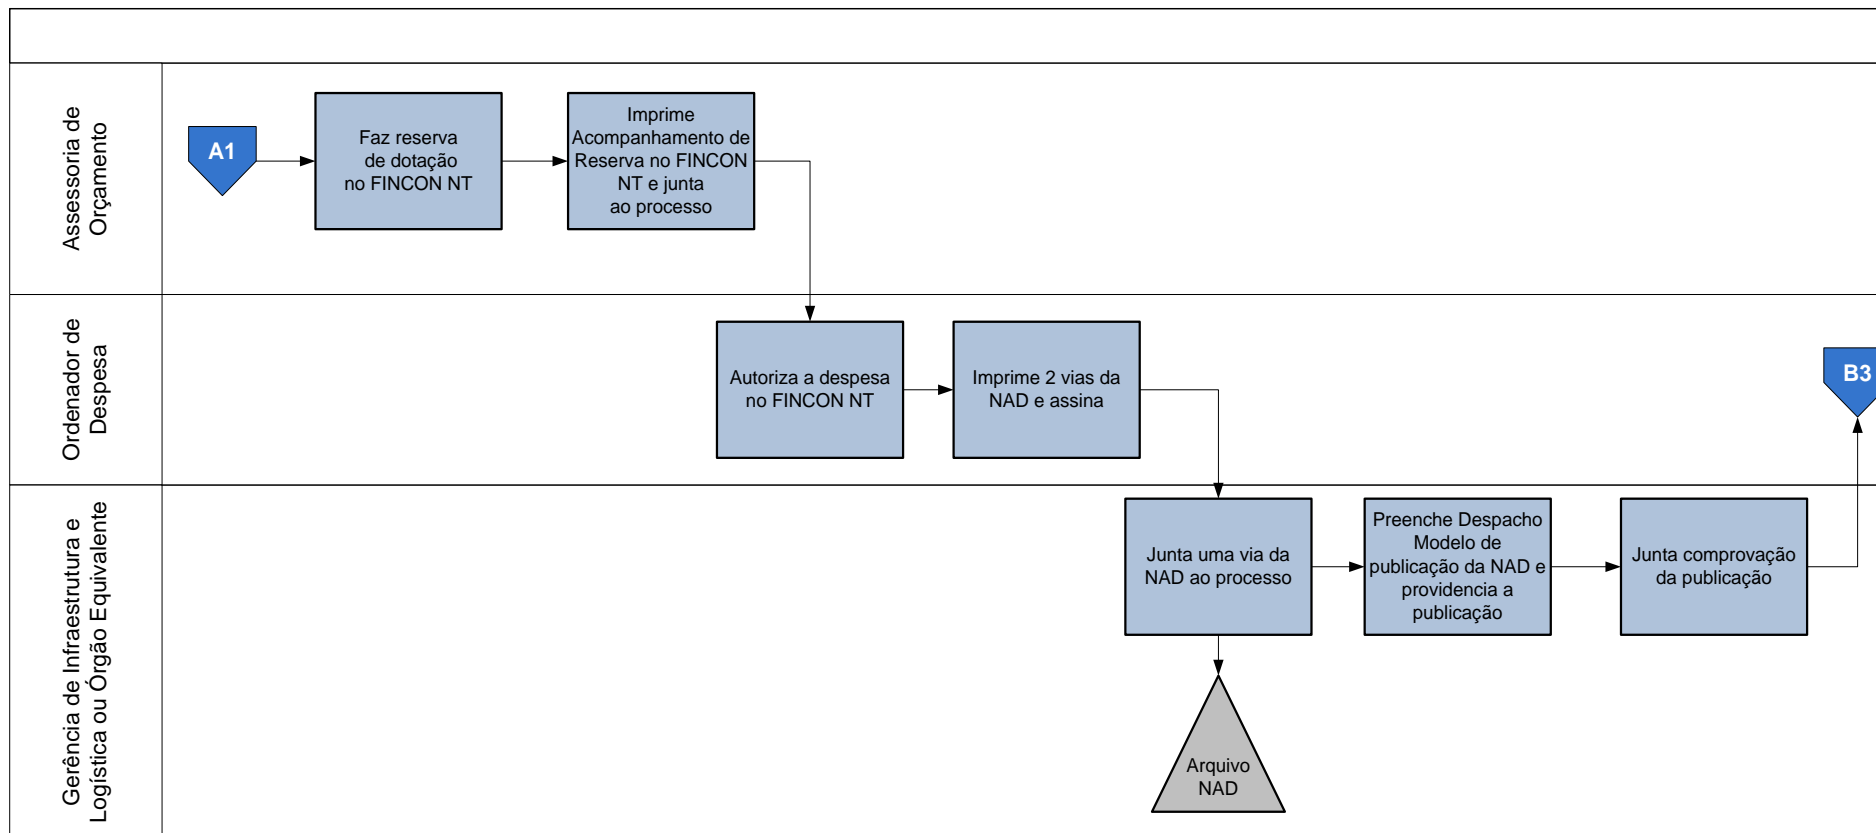 Assessoria de
Orçamento
A1
Faz reserva
de dotação
no FINCON NT
Imprime
Acompanhamento de
Reserva no FINCON
NT e junta
ao processo
Ordenador de
Despesa
Autoriza a despesa
no FINCON NT
Imprime 2 vias da
NAD e assina
B3
Gerência de Infraestrutura e
Logística ou Órgão Equivalente
Junta uma via da
NAD ao processo
Preenche Despacho
Modelo de
publicação da NAD e
providencia a
publicação
Junta comprovação
da publicação
Arquivo
NAD